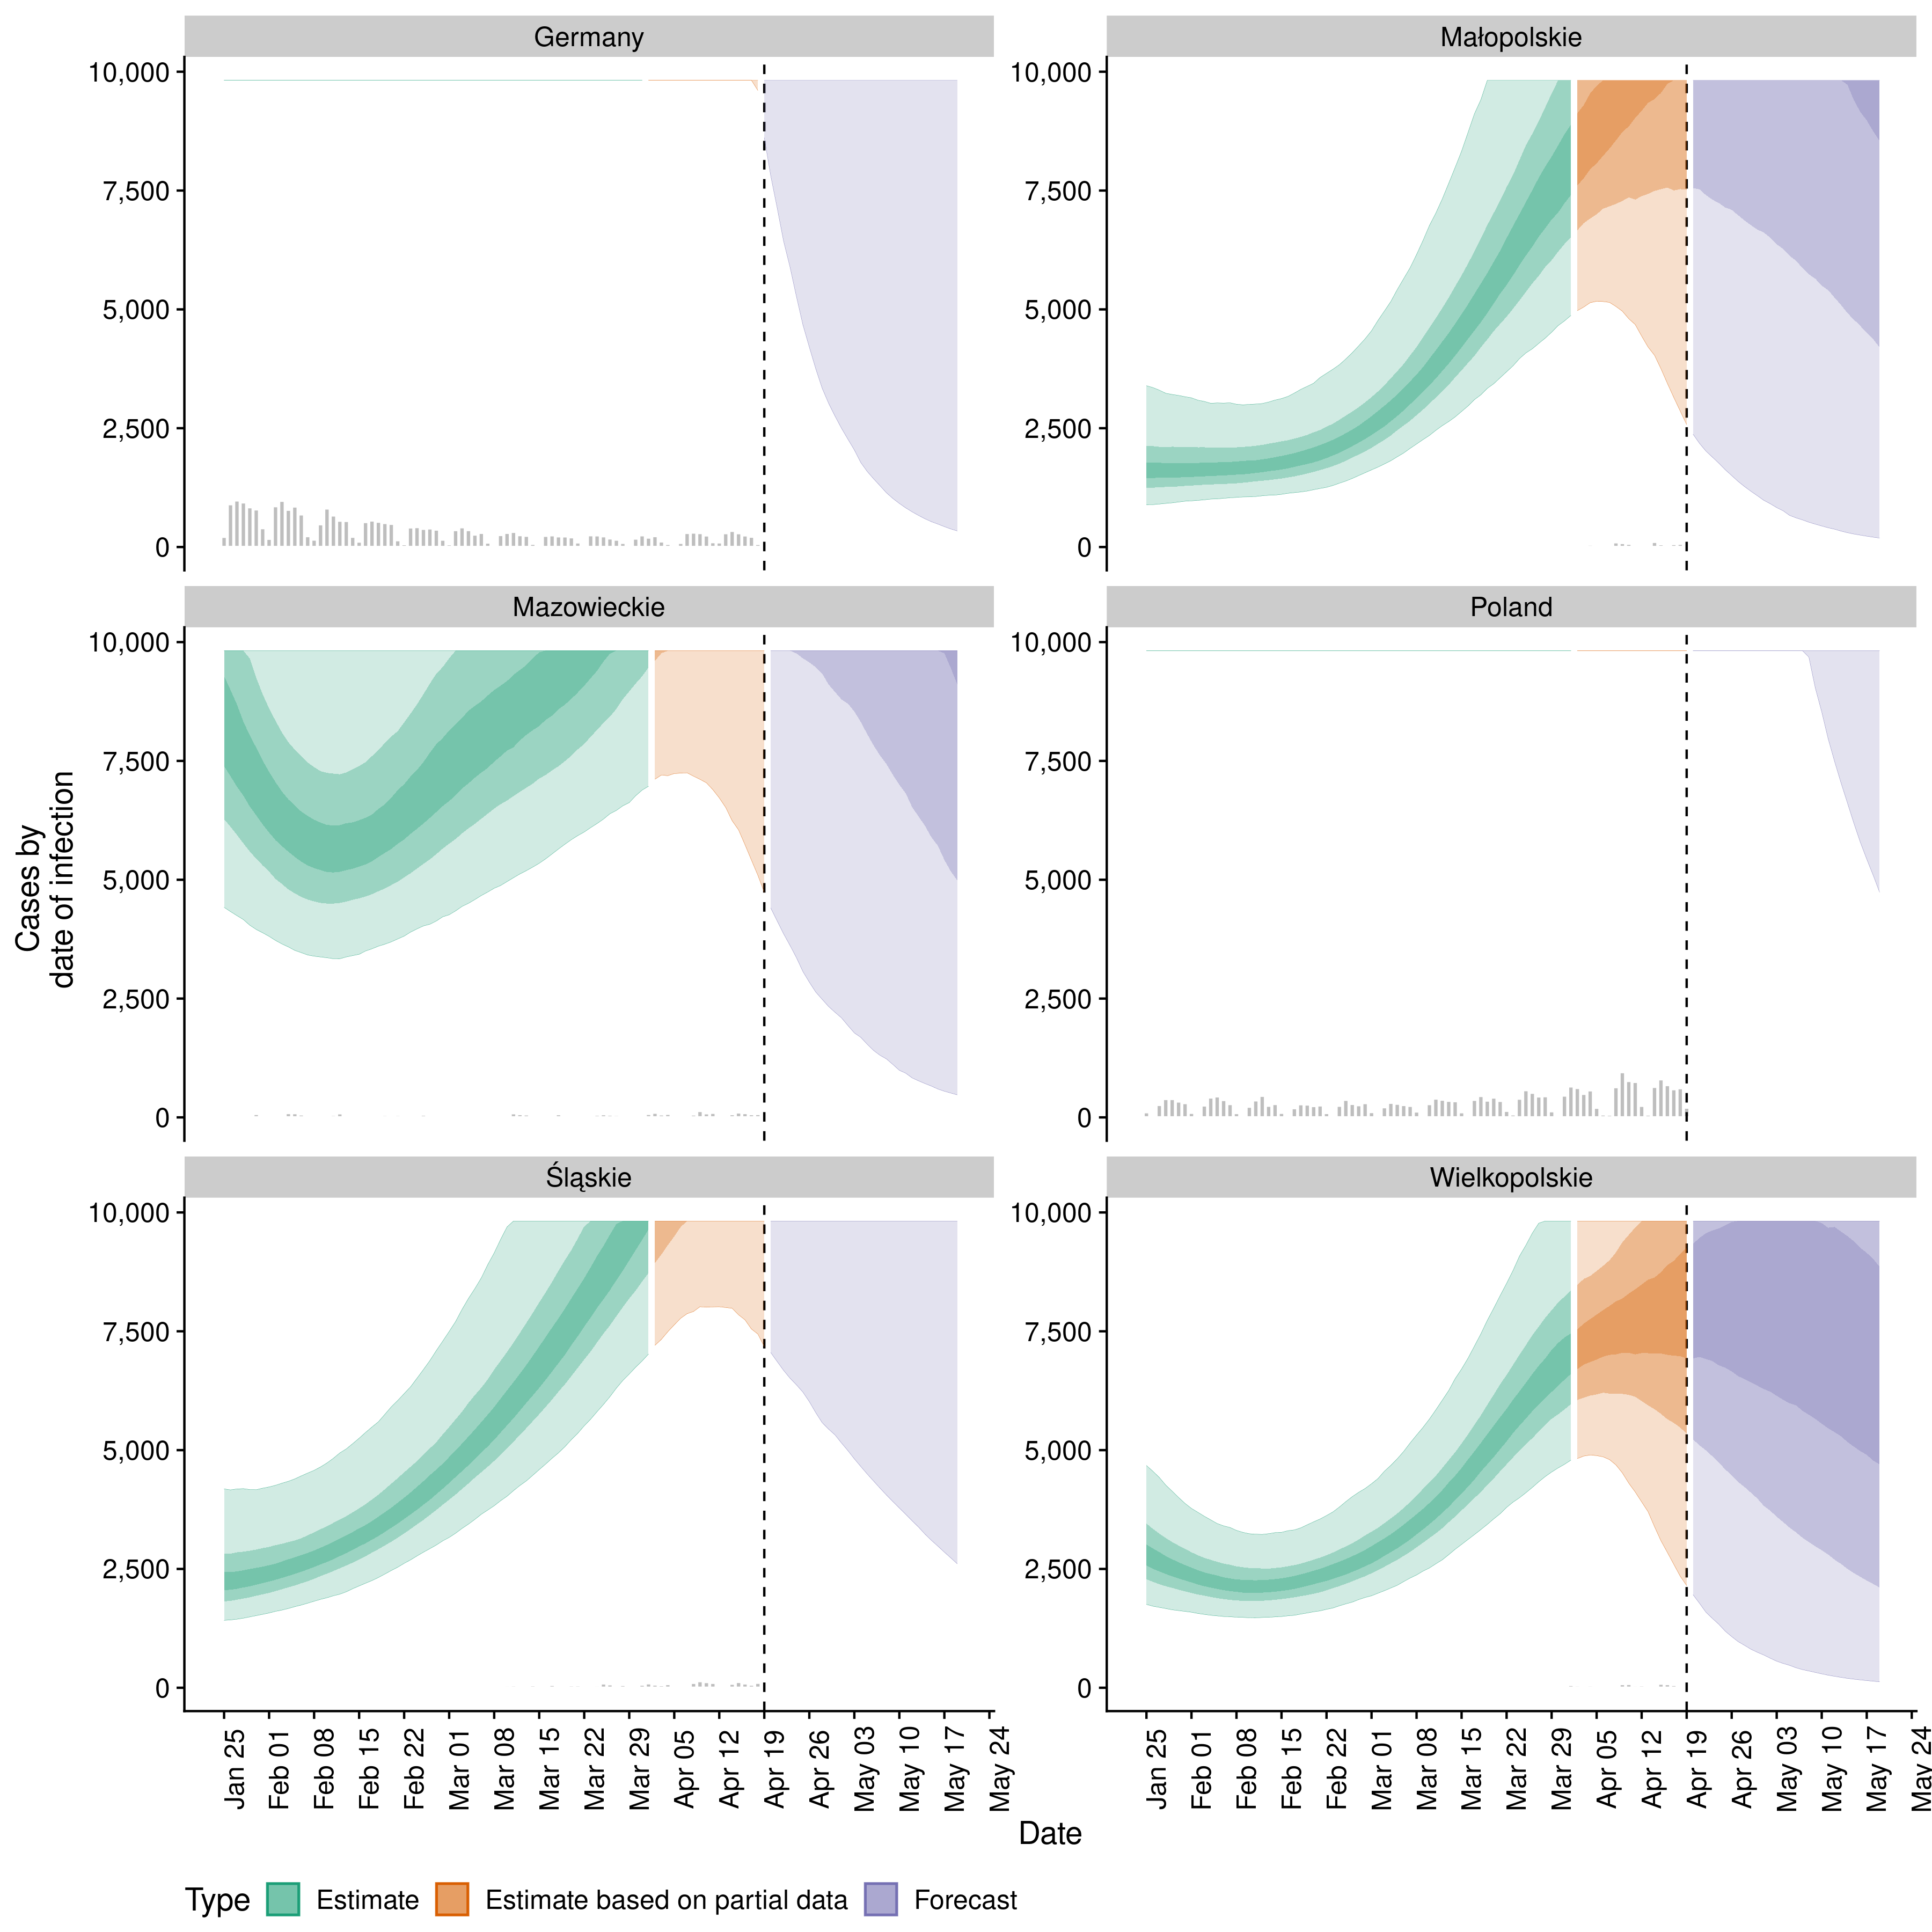 Germany
Małopolskie
10,000
7,500
5,000
2,500
0
10,000
7,500
5,000
2,500
0
Mazowieckie
Poland
10,000
7,500
5,000
2,500
0
10,000
7,500
5,000
2,500
0
Cases by
date of infection
Śląskie
Wielkopolskie
10,000
7,500
5,000
2,500
0
10,000
7,500
5,000
2,500
0
Jan 25
Feb 01
Feb 08
Feb 15
Feb 22
Mar 01
Mar 08
Mar 15
Mar 22
Mar 29
Apr 05
Apr 12
Apr 19
Apr 26
May 03
May 10
May 17
May 24
Jan 25
Feb 01
Feb 08
Feb 15
Feb 22
Mar 01
Mar 08
Mar 15
Mar 22
Mar 29
Apr 05
Apr 12
Apr 19
Apr 26
May 03
May 10
May 17
May 24
Date
Type Estimate Estimate based on partial data Forecast